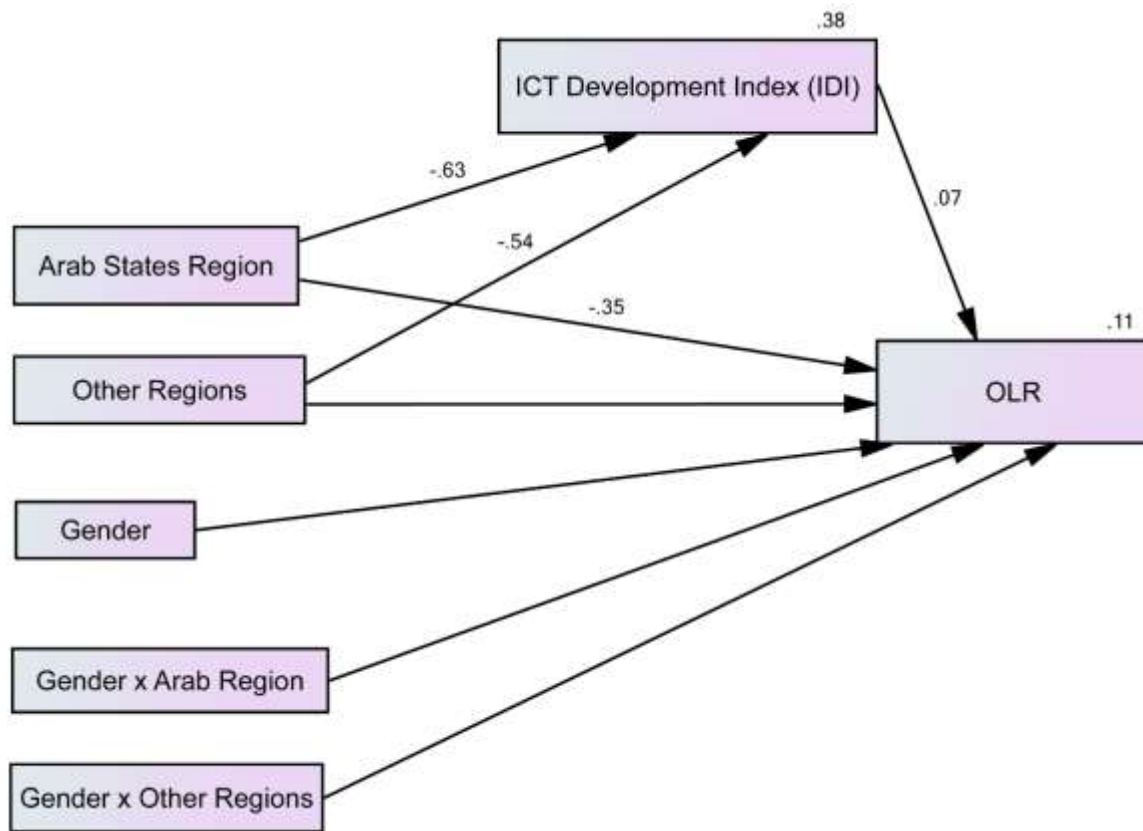 .38
ICT Development Index (IDI)
-.63
.07
-.54
Arab States Region
-.35
.11
Other Regions
OLR
Gender
Gender x Arab Region
Gender x Other Regions